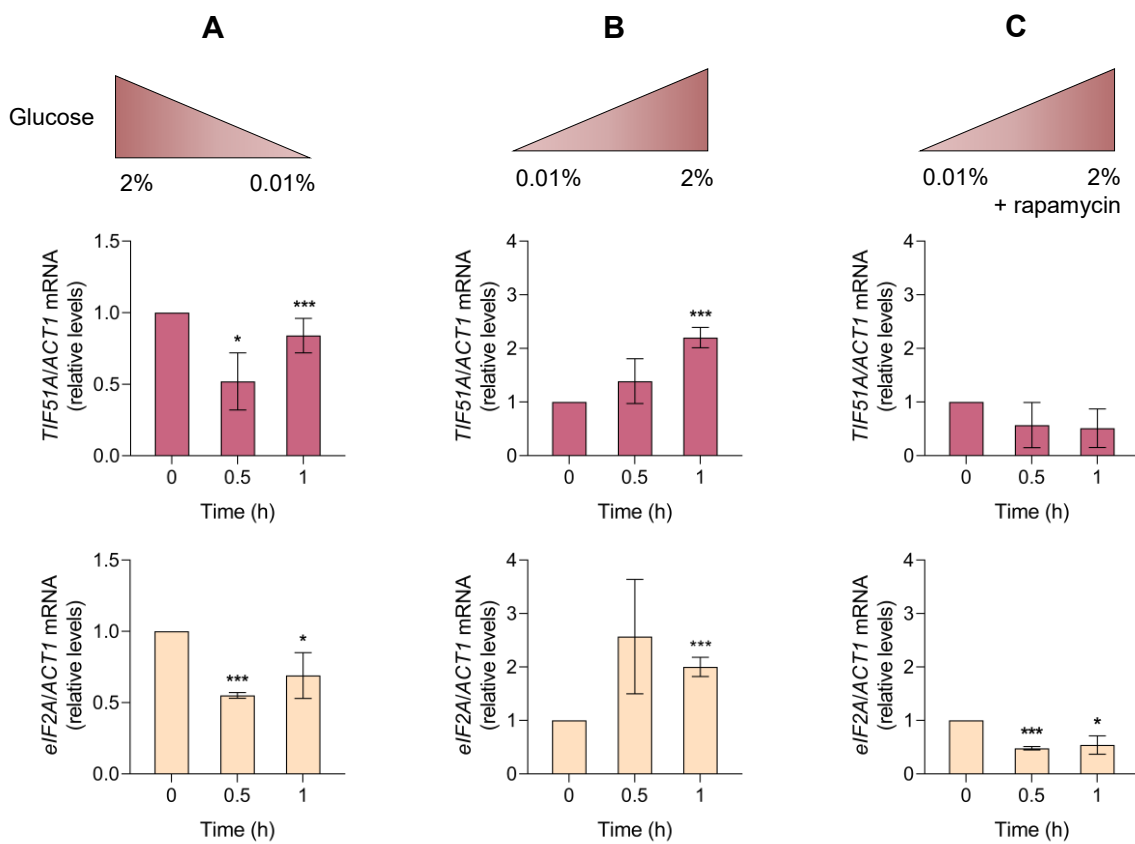 A
B
C
Glucose
2%
0.01%
0.01%
2%
0.01%
2%
+ rapamycin
TIF51A/ACT1 mRNA
(relative levels)
1.5
1.0
0.5
0.0
*
***
0
0.5
1
Time (h)
TIF51A/ACT1 mRNA
(relative levels)
4
3
2
1
0
***
0
0.5
1
Time (h)
TIF51A/ACT1 mRNA
(relative levels)
4
3
2
1
0
0
0.5
1
Time (h)
eIF2A/ACT1 mRNA
(relative levels)
1.5
1.0
0.5
0.0
***
*
0
0.5
1
Time (h)
eIF2A/ACT1 mRNA
(relative levels)
4
3
2
1
0
***
0
0.5
1
Time (h)
eIF2A/ACT1 mRNA
(relative levels)
4
3
2
1
0
***
*
0
0.5
1
Time (h)